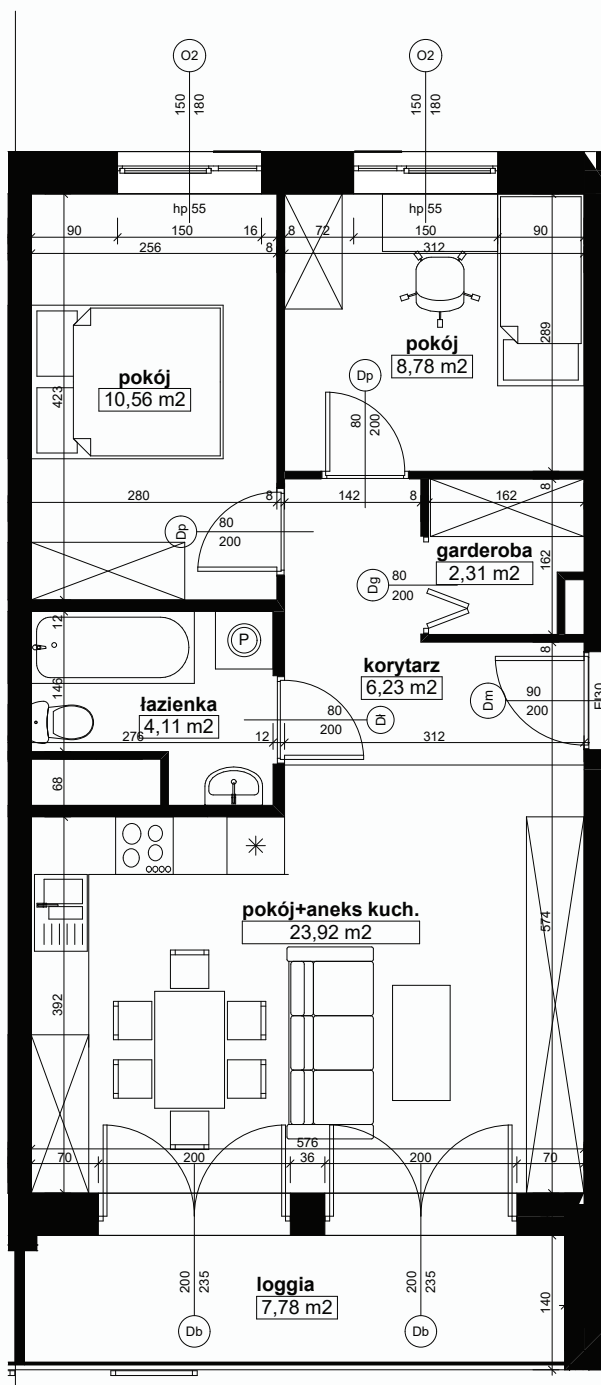 O2 O2
150 180 150 180
hp 55 hp 55
90 150 16 8 72 150 90
256 8 312
pokój
8,78 m2
289
pokój
10,56 m2
423
Dp
80
200
280 8 142 8 162
8
Dp
80
200
garderoba
2,31 m2
162
Dg
80
200
12
146
korytarz
6,23 m2
8
łazienka
4,11 m2
80
200
Dł
Dm
90
200
EI30
276 12 312
68
P
pokój+aneks kuch.
23,92 m2
574
392
576
70 200 36 200 70
200 235 200 235
loggia
7,78 m2
140
Db Db